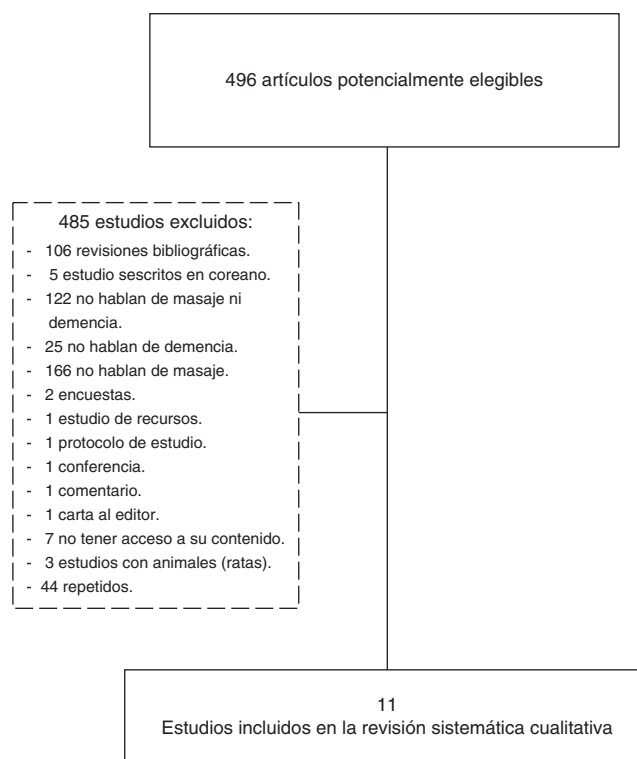 496 artículos potencialmente elegibles
485 estudios excluidos:
- 106 revisiones bibliográficas.
- 5 estudio sescritos en coreano.
- 122 no hablan de masaje ni
demencia.
- 25 no hablan de demencia.
- 166 no hablan de masaje.
- 2 encuestas.
- 1 estudio de recursos.
- 1 protocolo de estudio.
- 1 conferencia.
- 1 comentario.
- 1 carta al editor.
- 7 no tener acceso a su contenido.
- 3 estudios con animales (ratas).
- 44 repetidos.
11
Estudios incluidos en la revisión sistemática cualitativa